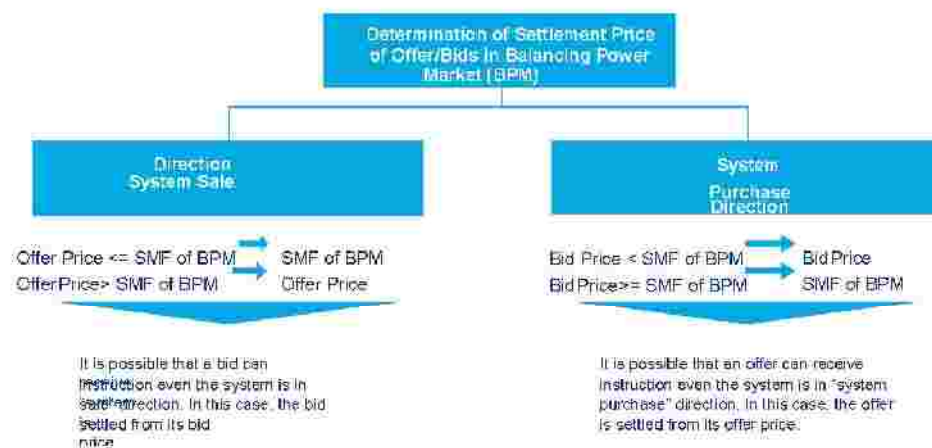 Determination of Settlement Price
of Offer/Bids in Balancing Power
Market (BPM)
Direction
System Sale
Offer Price <= SMF of BPM
SMF of BPM
OfferPrice> SMF of BPM
Offer Price
It is possible that a bid can
instruction even the system is in
sale" direction. In this case, the bid
settled from its bid
price
System
Purchase
Direction
Bid Price < SMF of BPM
Bid Price
Bid Price>= SMF of BPM
SMF of BPM
It is possible that an offer can receive
instruction even the system is in "system
purchase" direction. In this case, the offer
is settled from its offer price.